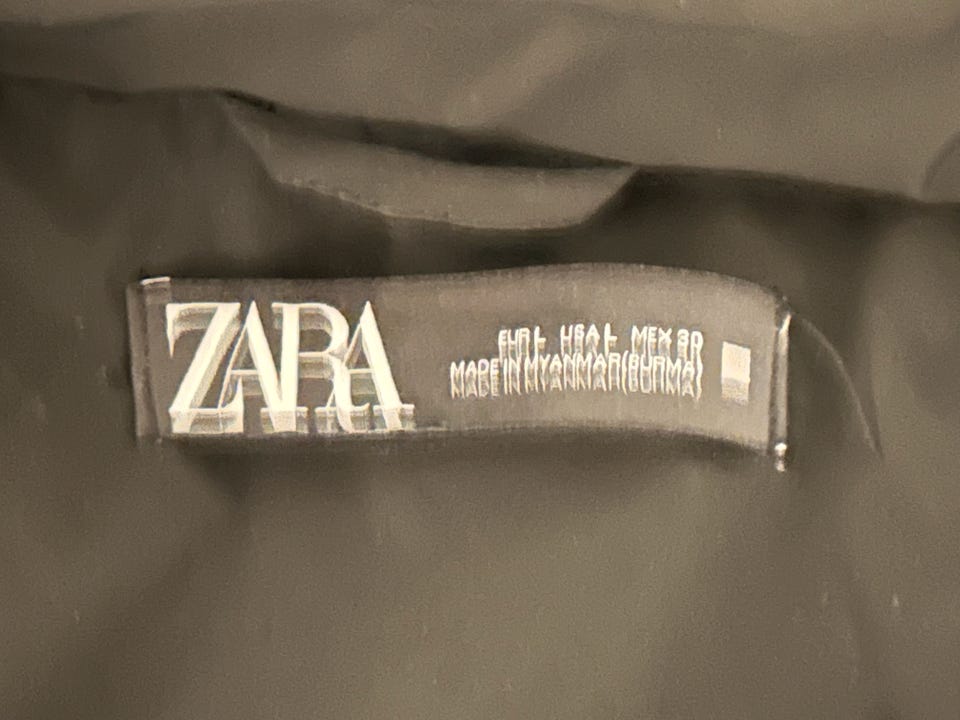 ZARA
EUR L USA L MEX 30
MADE IN MYANMAR(BURMA)